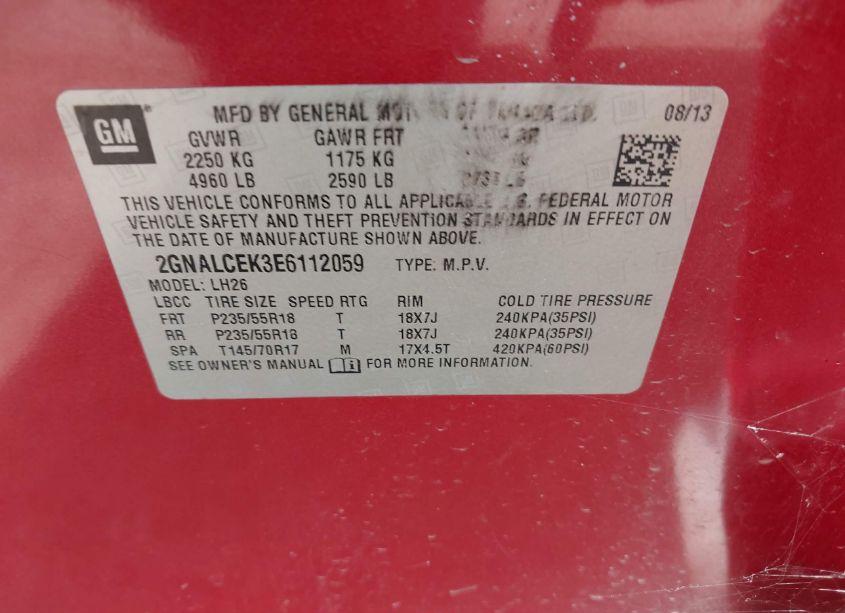 GM
MFD BY GENERAL OF 08/13
GVWR GAWR FRT
2250 KG 1175 KG KG
4960 LB 2590 LB LB
THIS VEHICLE CONFORMS TO ALL APPLICABLE U.S. FEDERAL MOTOR
VEHICLE SAFETY AND THEFT PREVENTION STANDARDS IN EFFECT ON
THE DATE OF MANUFACTURE SHOWN ABOVE.
2GNALCEK3E6112059 TYPE: M.P.V.
MODEL: LH26
LBCC TIRE SIZE SPEED RTG RIM COLD TIRE PRESSURE
FRT P235/55R18 T 18X7J 240KPA(35PSI)
RR P235/55R18 T 18X7J 240KPA(35PSI)
SPA T145/70R17 M 17X4.5T 420KPA(60PSI)
SEE OWNER'S MANUAL FOR MORE INFORMATION.